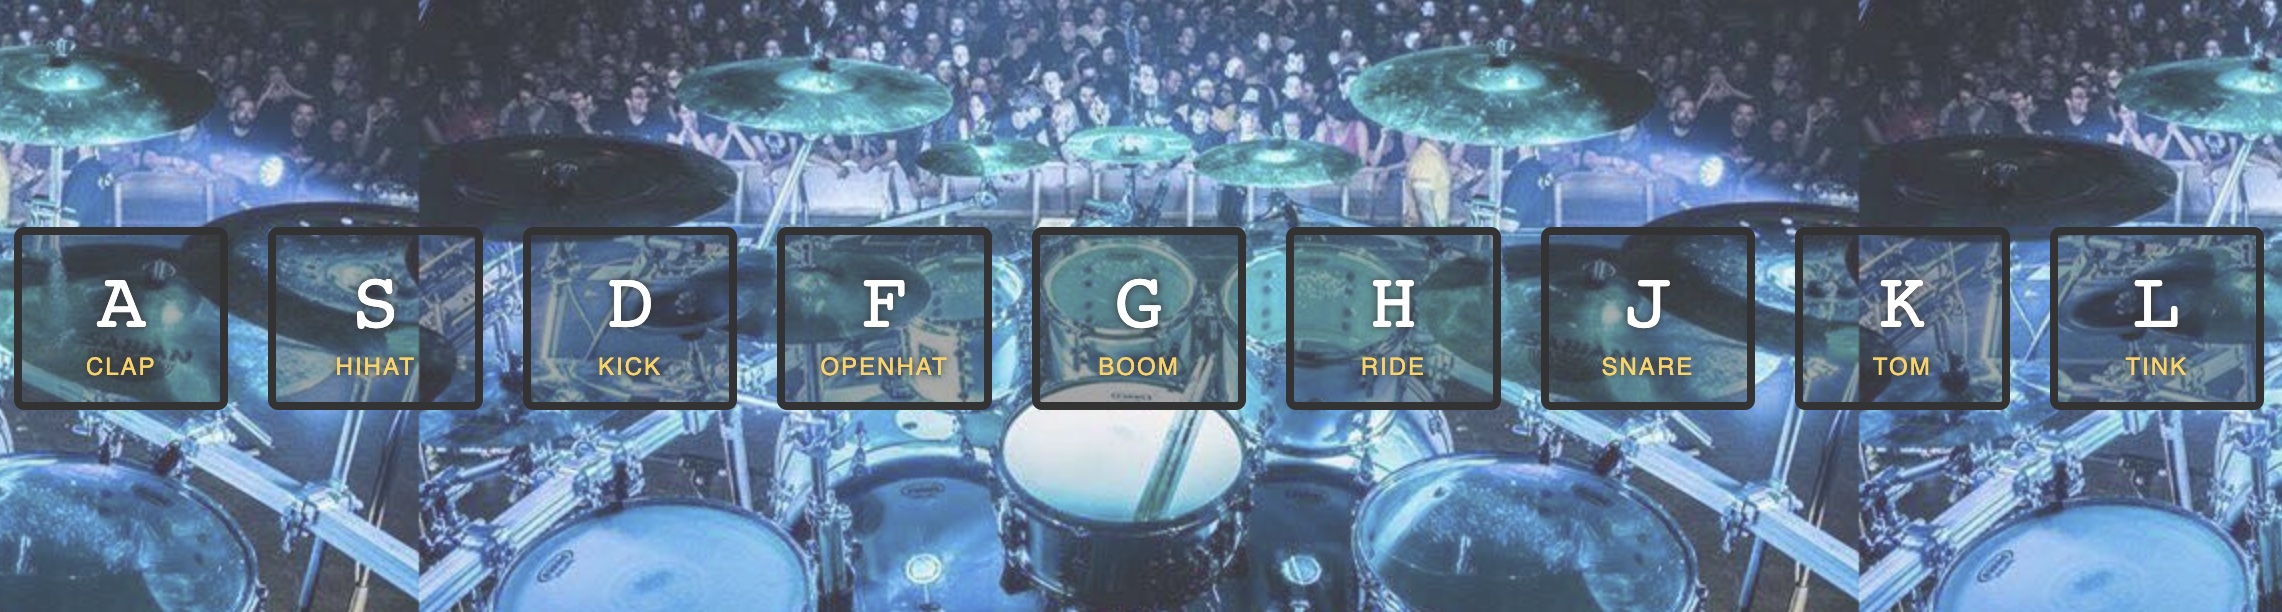 A
CLAP
S
HIHAT
D
KICK
F
OPENHAT
G
BOOM
H
RIDE
J
SNARE
K
TOM
L
TINK